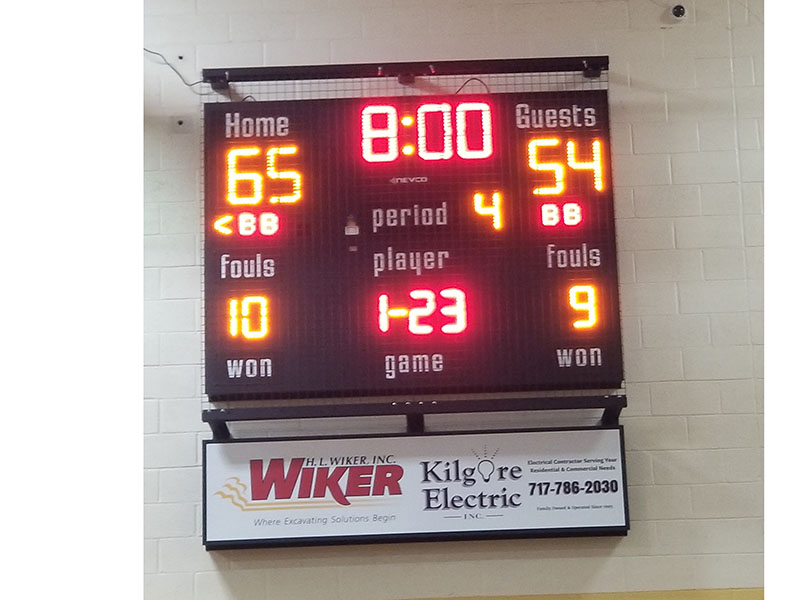 Home 8:00 Guests
65 54
NEVCO
period 4
<BB BB
fouls player fouls
10 1-23 9
won game won
H. L. WIKER, INC.
WIKER
Where Excavating Solutions Begin
Kilgore
Electric
INC.
Electrical Contractor Serving Your
Residential & Commercial Needs
717-786-2030
Family Owned & Operated Since 1995